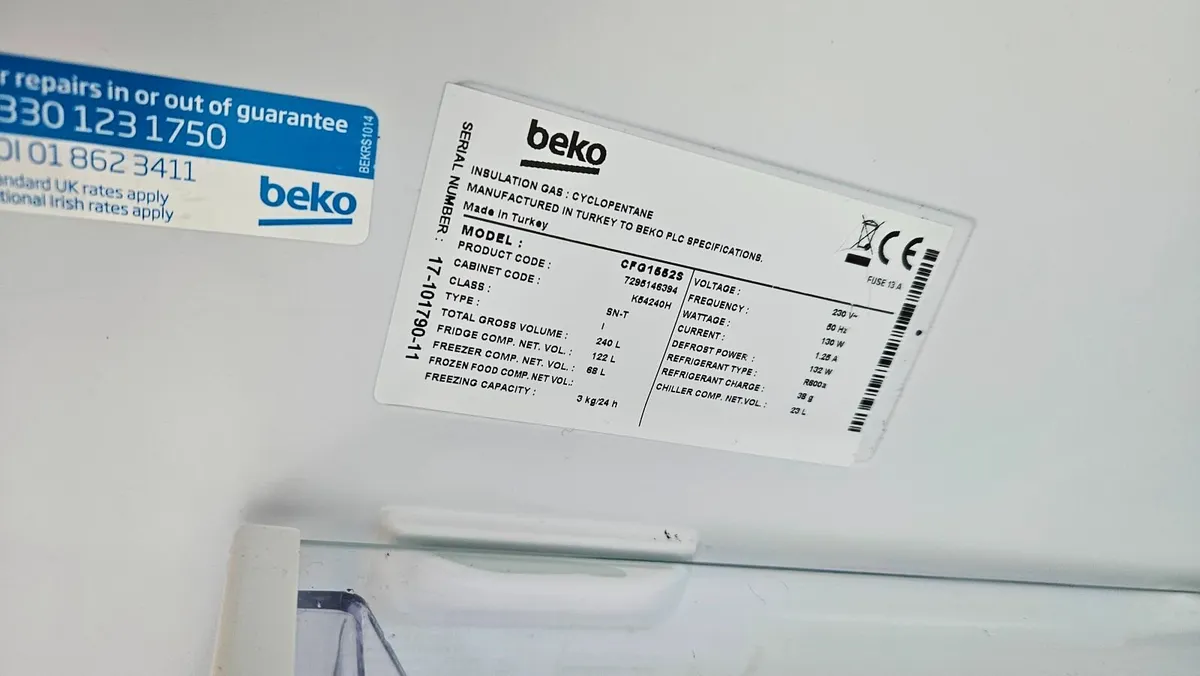 r repairs in or out of guarantee
330 123 1750
OI 01 862 3411
andard UK rates apply
tional Irish rates apply
beko
BEKRS1014
beko
INSULATION GAS : CYCLOPENTANE
MANUFACTURED IN TURKEY TO BEKO PLC SPECIFICATIONS.
Made in Turkey
SERIAL NUMBER : 17-101790-11
MODEL : CFG1552S
PRODUCT CODE : 7295146394
CABINET CODE : K54240H
CLASS : SN-T
TYPE : I
TOTAL GROSS VOLUME : 240 L
FRIDGE COMP. NET. VOL. : 122 L
FREEZER COMP. NET. VOL. : 68 L
FROZEN FOOD COMP. NET VOL.:
FREEZING CAPACITY : 3 kg/24 h
VOLTAGE : 230 V~
FREQUENCY : 50 Hz
WATTAGE : 130 W
CURRENT : 1.25 A
DEFROST POWER : 132 W
REFRIGERANT TYPE : R600a
REFRIGERANT CHARGE : 38 g
CHILLER COMP. NET.VOL. : 23 L
CE
FUSE 13 A